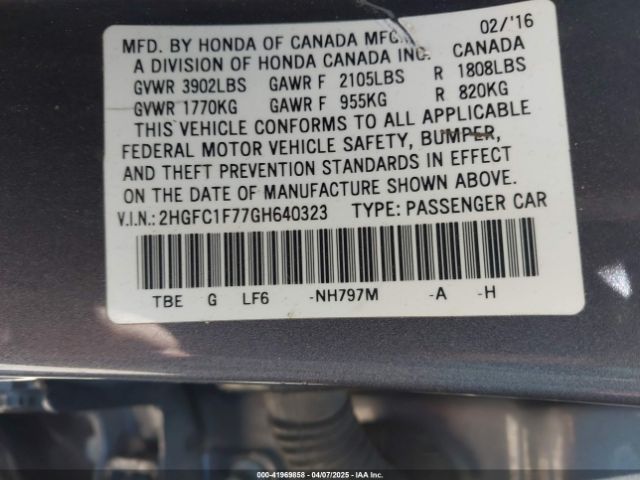 MFD. BY HONDA OF CANADA MFG., 02/'16
A DIVISION OF HONDA CANADA INC. CANADA
GVWR 3902LBS GAWR F 2105LBS R 1808LBS
GVWR 1770KG GAWR F 955KG R 820KG
THIS VEHICLE CONFORMS TO ALL APPLICABLE
FEDERAL MOTOR VEHICLE SAFETY, BUMPER,
AND THEFT PREVENTION STANDARDS IN EFFECT
ON THE DATE OF MANUFACTURE SHOWN ABOVE.
V.I.N.: 2HGFC1F77GH640323 TYPE: PASSENGER CAR
TBE G LF6 -NH797M -A -H
000-41969858 - 04/07/2025 - IAA Inc.